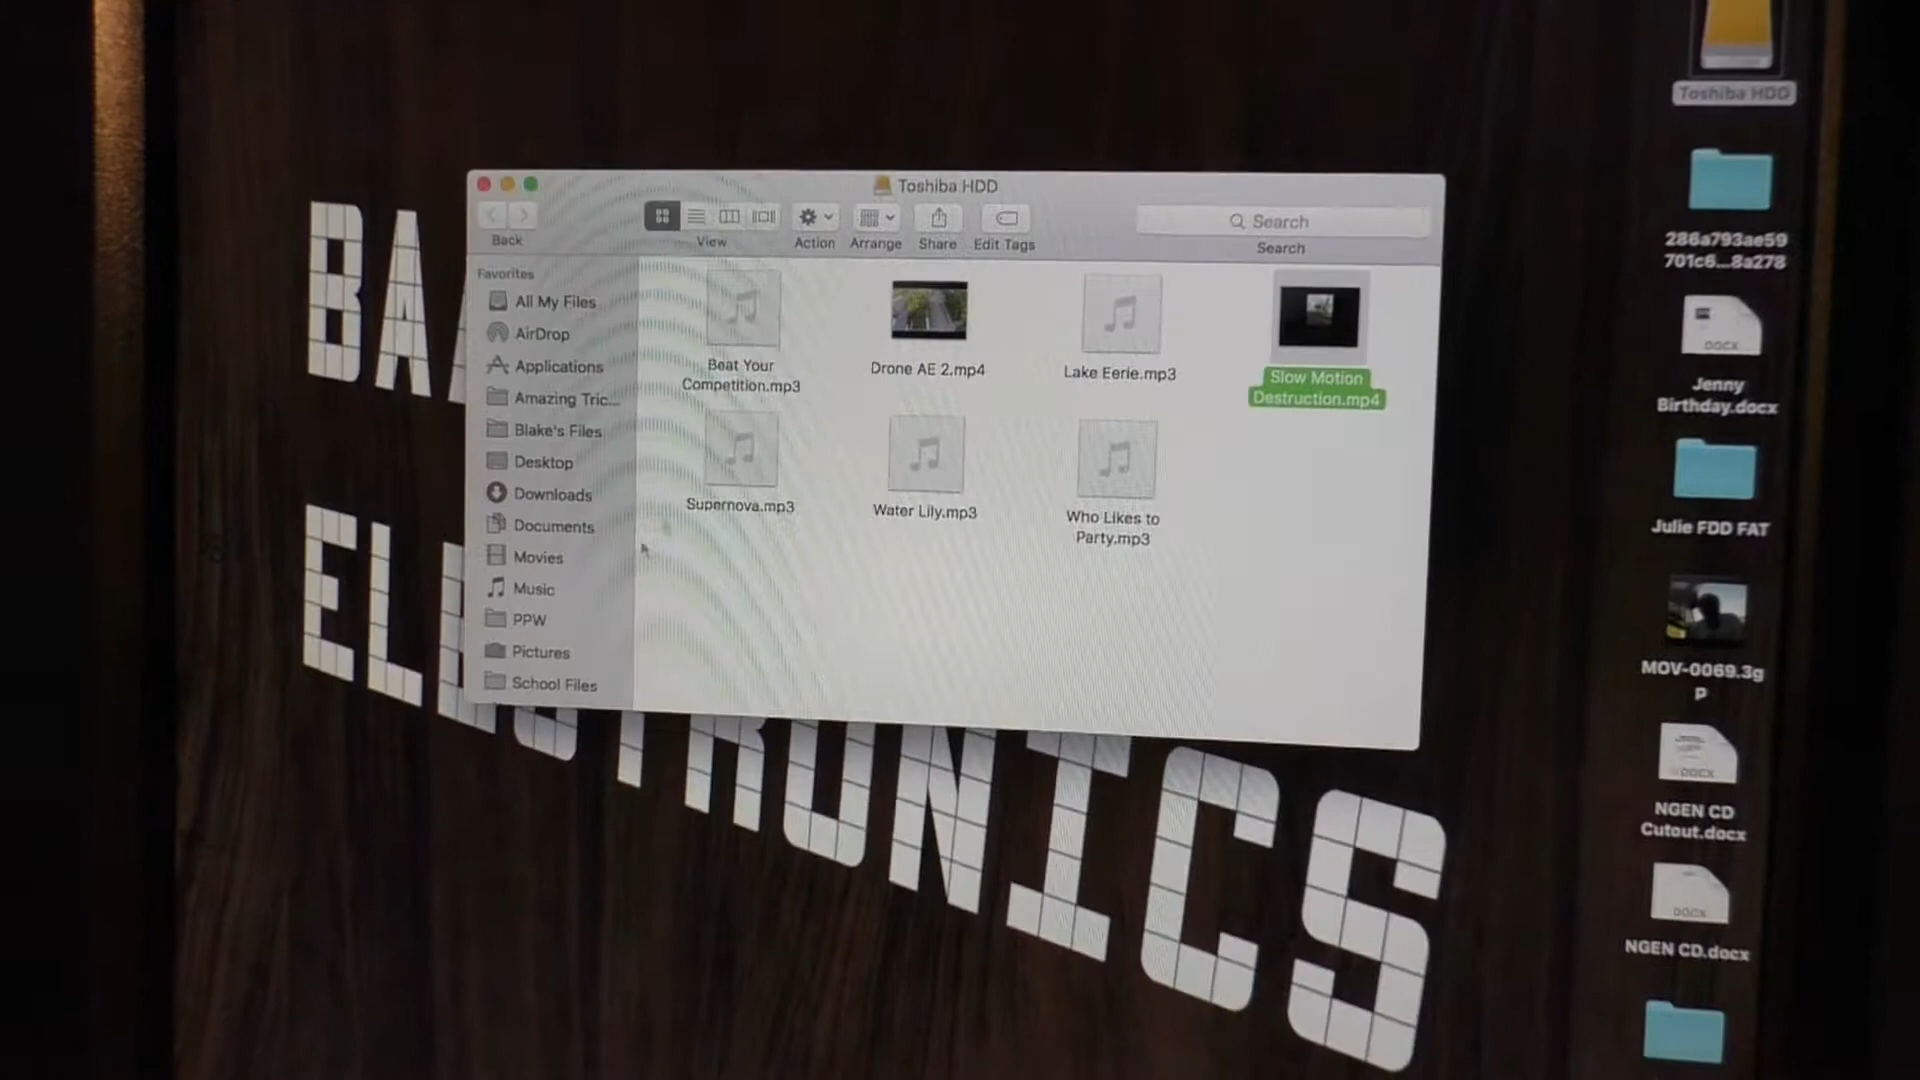 Toshiba HDD
Toshiba HDD
Back
View
Action
Arrange
Share
Edit Tags
Search
Search
Favorites
All My Files
AirDrop
Applications
Amazing Tric...
Blake's Files
Desktop
Downloads
Documents
Movies
Music
PPW
Pictures
School Files
Beat Your
Competition.mp3
Drone AE 2.mp4
Lake Eerie.mp3
Slow Motion
Destruction.mp4
Supernova.mp3
Water Lily.mp3
Who Likes to
Party.mp3
286a793ae59
701c6...8a278
DOCX
Jenny
Birthday.docx
Julie FDD FAT
MOV-0069.3g
p
DOCX
NGEN CD
Cutout.docx
DOCX
NGEN CD.docx